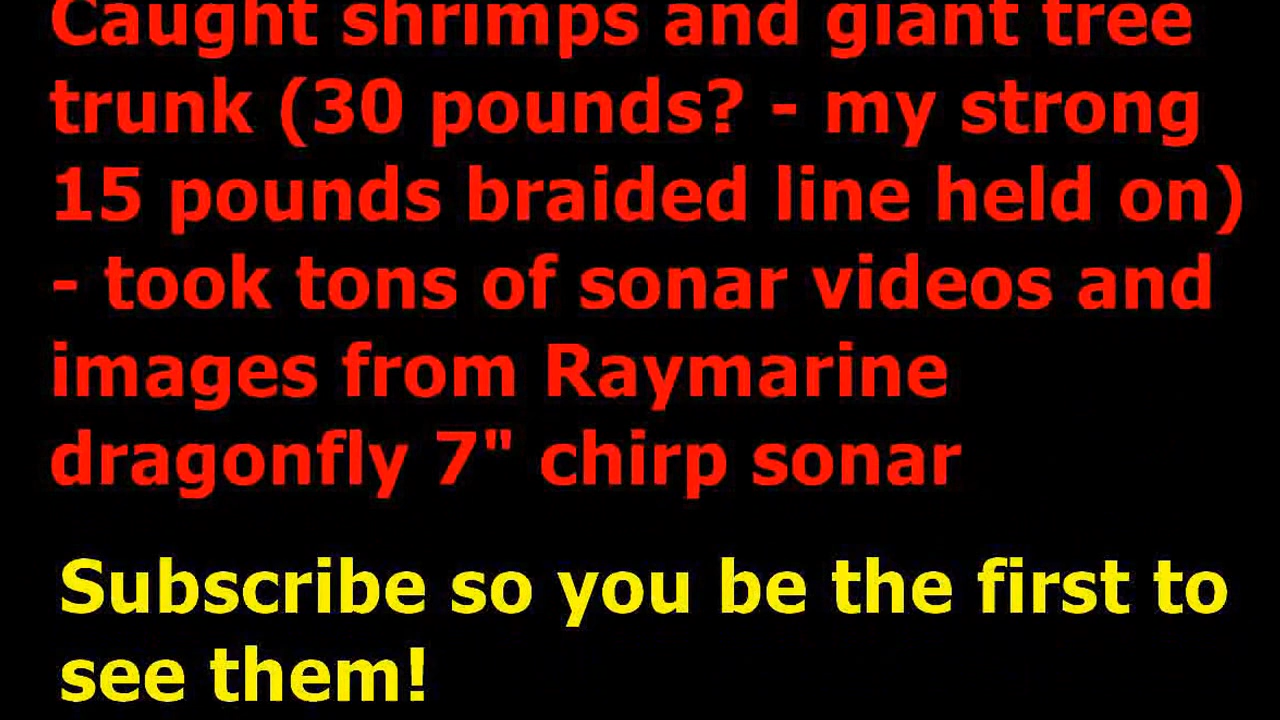 Caught shrimps and giant tree
trunk (30 pounds? - my strong
15 pounds braided line held on)
- took tons of sonar videos and
images from Raymarine
dragonfly 7" chirp sonar
Subscribe so you be the first to
see them!